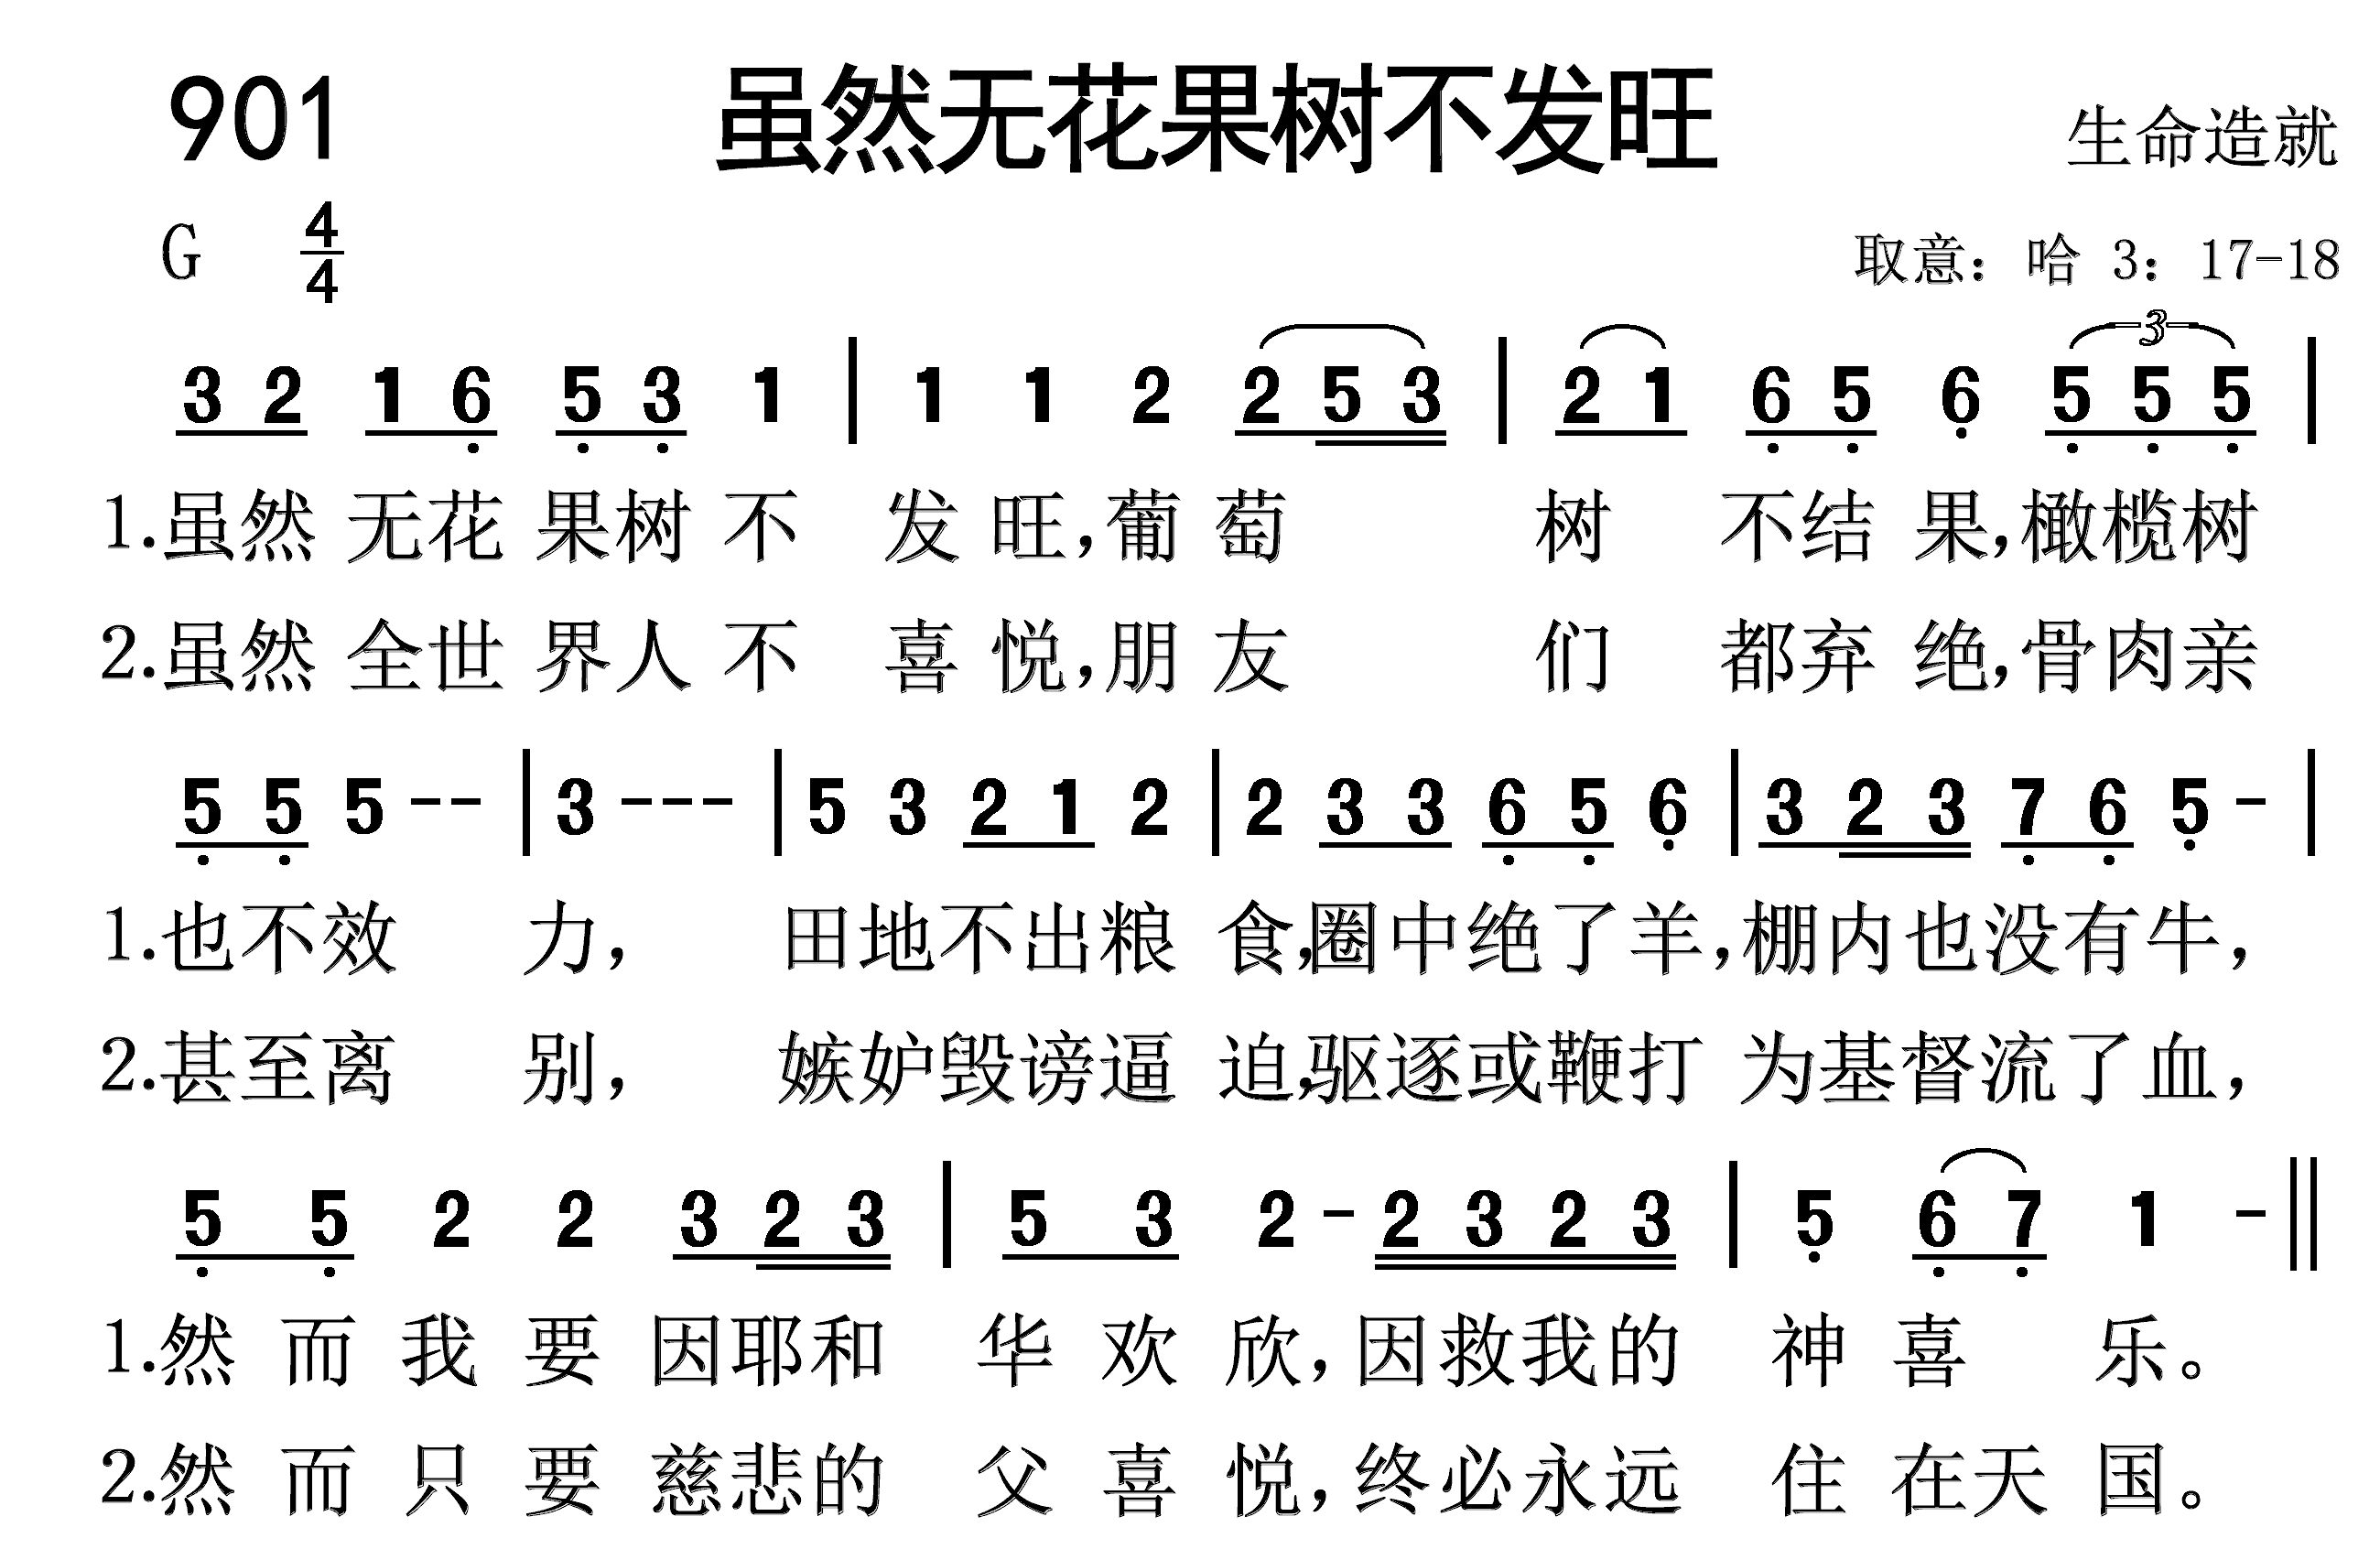 901 虽然无花果树不发旺 生命造就
G 4/4 取意：哈 3：17-18
3 2 1 6 5 3 1 | 1 1 2 2 5 3 | 2 1 6 5 6 5 5 5 |
3
1.虽然 无花 果树 不 发 旺，葡 萄 树 不结 果，橄榄树
2.虽然 全世 界人 不 喜 悦，朋 友 们 都弃 绝，骨肉亲
5 5 5 -- | 3 --- | 5 3 2 1 2 | 2 3 3 6 5 6 | 3 2 3 7 6 5 - |
1.也不效 力， 田地不出粮 食，圈中绝了羊，棚内也没有牛，
2.甚至离 别， 嫉妒毁谤逼 迫，驱逐或鞭打 为基督流了血，
5 5 2 2 3 2 3 | 5 3 2 - 2 3 2 3 | 5 6 7 1 - ||
1.然 而 我 要 因耶和 华 欢 欣，因救我的 神 喜 乐。
2.然 而 只 要 慈悲的 父 喜 悦，终必永远 住 在天 国。